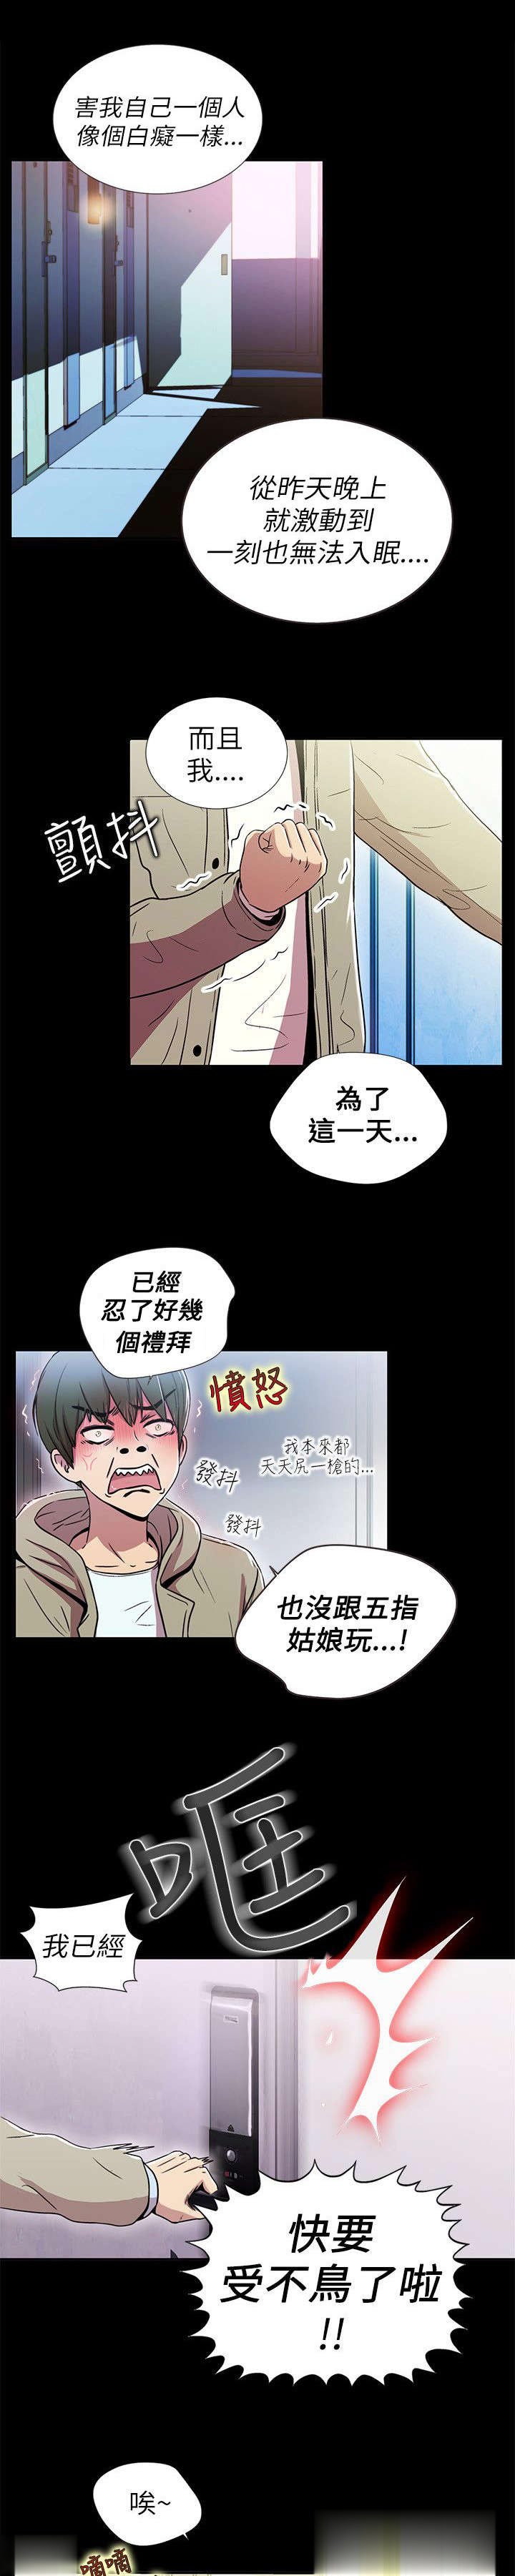 害我自己一個人
像個白癡一樣...
從昨天晚上
就激動到
一刻也無法入眠....
而且
我....
顫抖
為了
這一天...
已經
忍了好幾
個禮拜
憤怒
我本來都
天天尻一槍的...
發抖
發抖
也沒跟五指
姑娘玩...!
哐
我已經
快要
受不鳥了啦
!!
唉~
嘀嘀